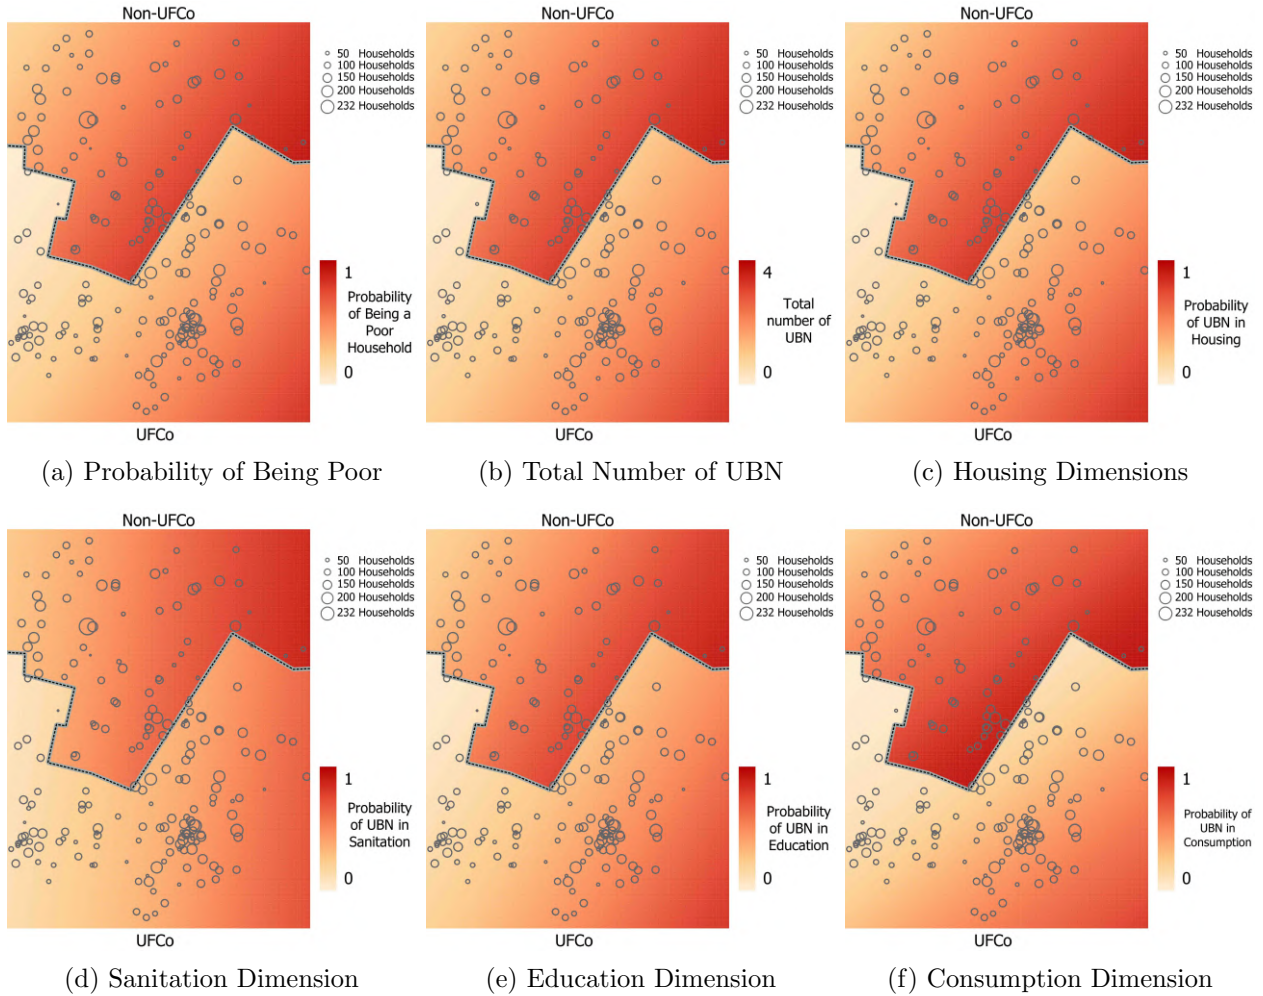 Non-UFCo
50 Households
100 Households
150 Households
200 Households
232 Households
1
Probability
of Being a
Poor
Household
0
UFCo
(a) Probability of Being Poor
Non-UFCo
50 Households
100 Households
150 Households
200 Households
232 Households
4
Total
number of
UBN
0
UFCo
(b) Total Number of UBN
Non-UFCo
50 Households
100 Households
150 Households
200 Households
232 Households
1
Probability
of UBN in
Housing
0
UFCo
(c) Housing Dimensions
Non-UFCo
50 Households
100 Households
150 Households
200 Households
232 Households
1
Probability
of UBN in
Sanitation
0
UFCo
(d) Sanitation Dimension
Non-UFCo
50 Households
100 Households
150 Households
200 Households
232 Households
1
Probability
of UBN in
Education
0
UFCo
(e) Education Dimension
Non-UFCo
50 Households
100 Households
150 Households
200 Households
232 Households
1
Probability of
UBN in
Consumption
0
UFCo
(f) Consumption Dimension